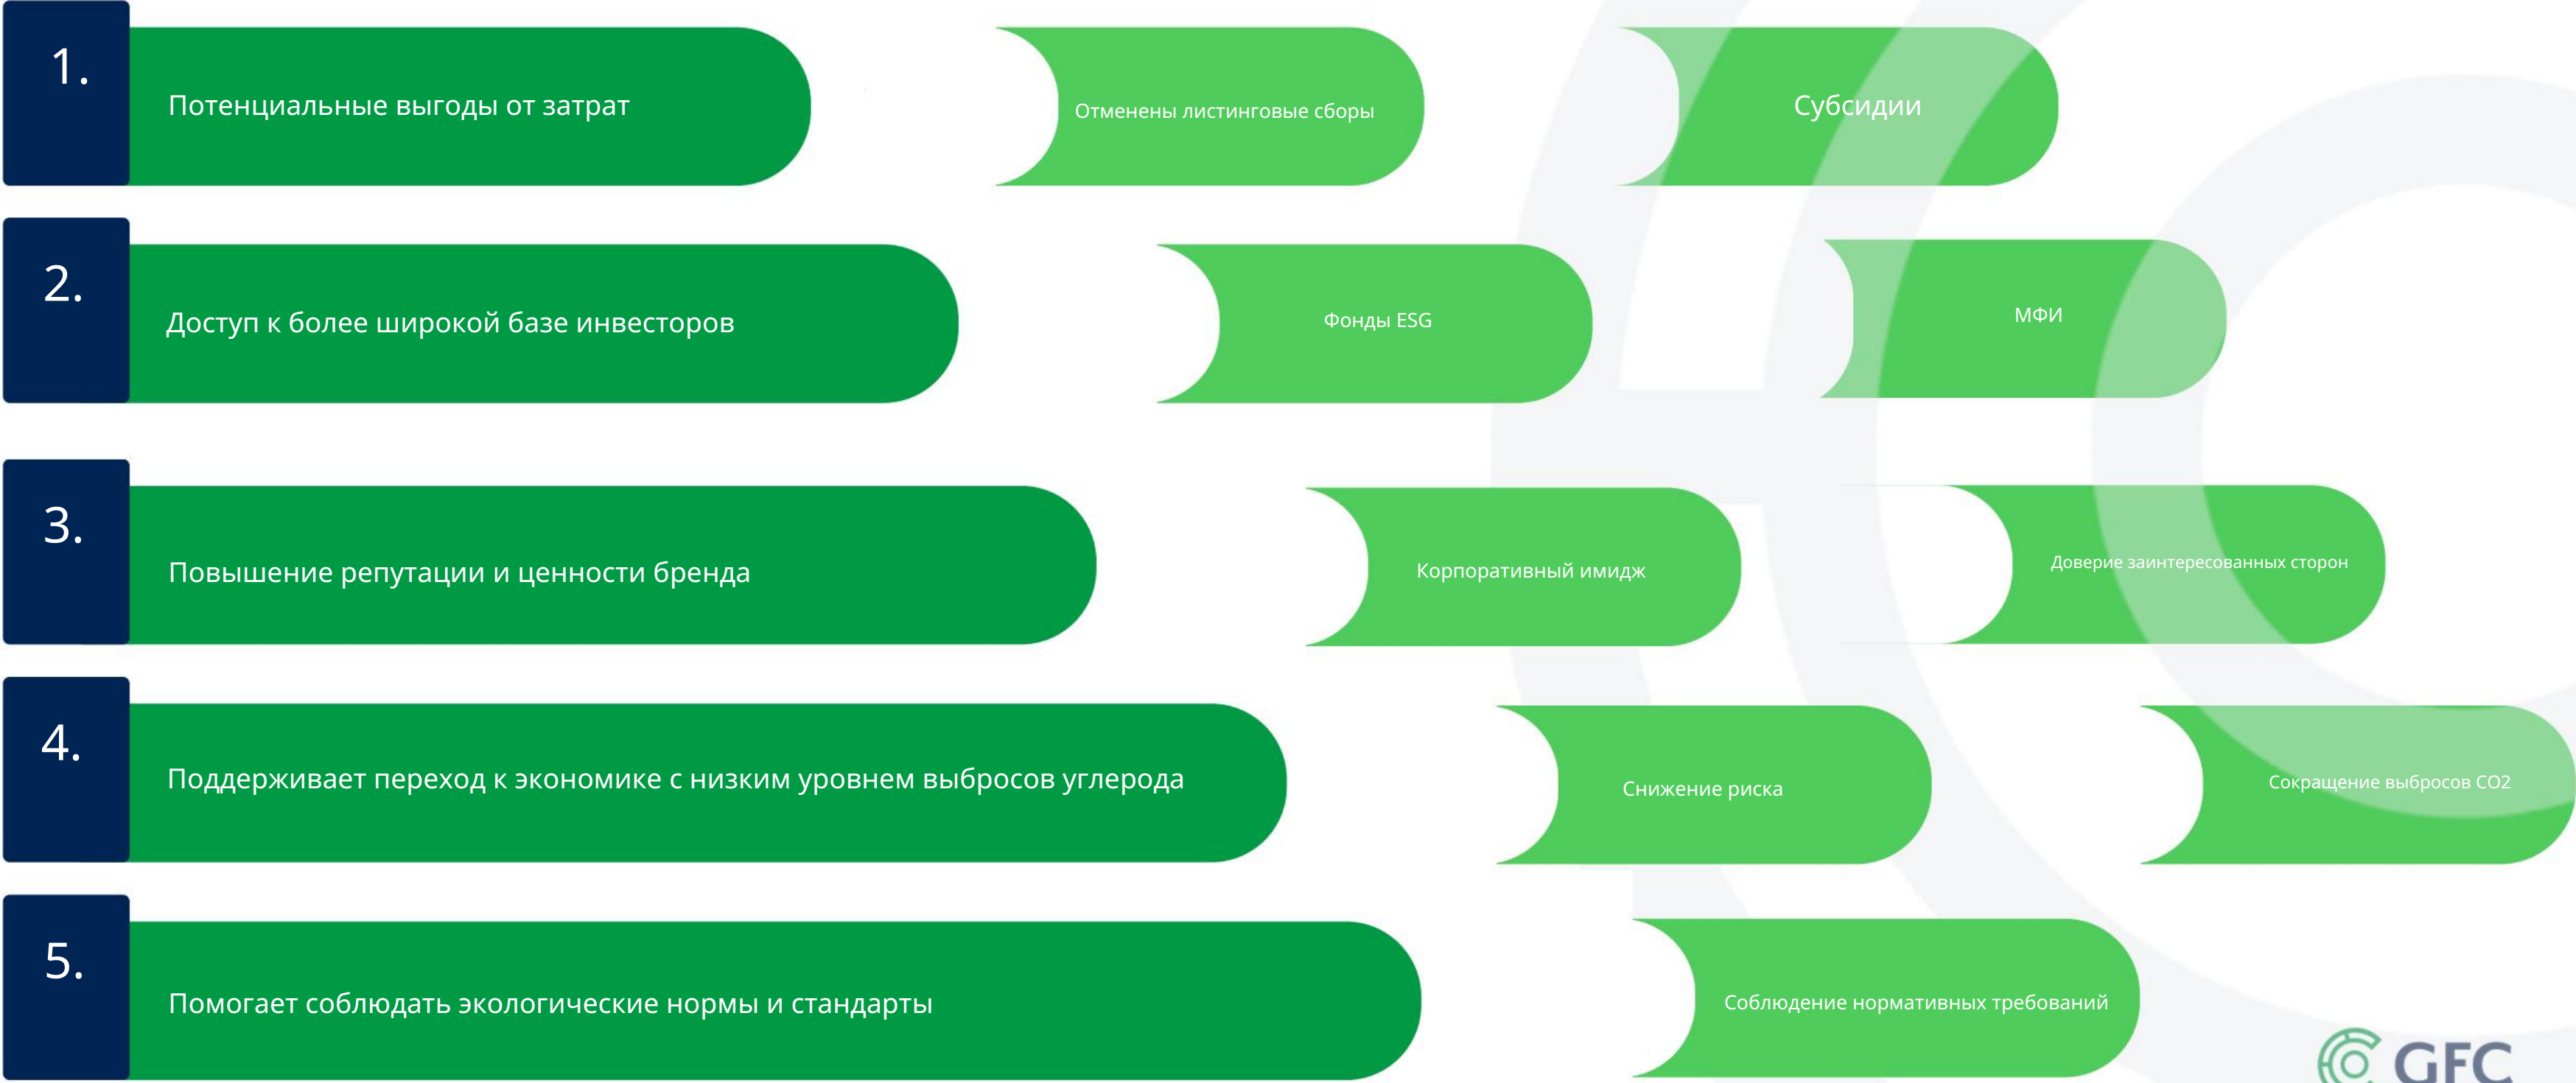 1.
Потенциальные выгоды от затрат
Отменены листинговые сборы
Субсидии
2.
Доступ к более широкой базе инвесторов
Фонды ESG
МФИ
3.
Повышение репутации и ценности бренда
Корпоративный имидж
Доверие заинтересованных сторон
4.
Поддерживает переход к экономике с низким уровнем выбросов углерода
Снижение риска
Сокращение выбросов CO2
5.
Помогает соблюдать экологические нормы и стандарты
Соблюдение нормативных требований
GFC